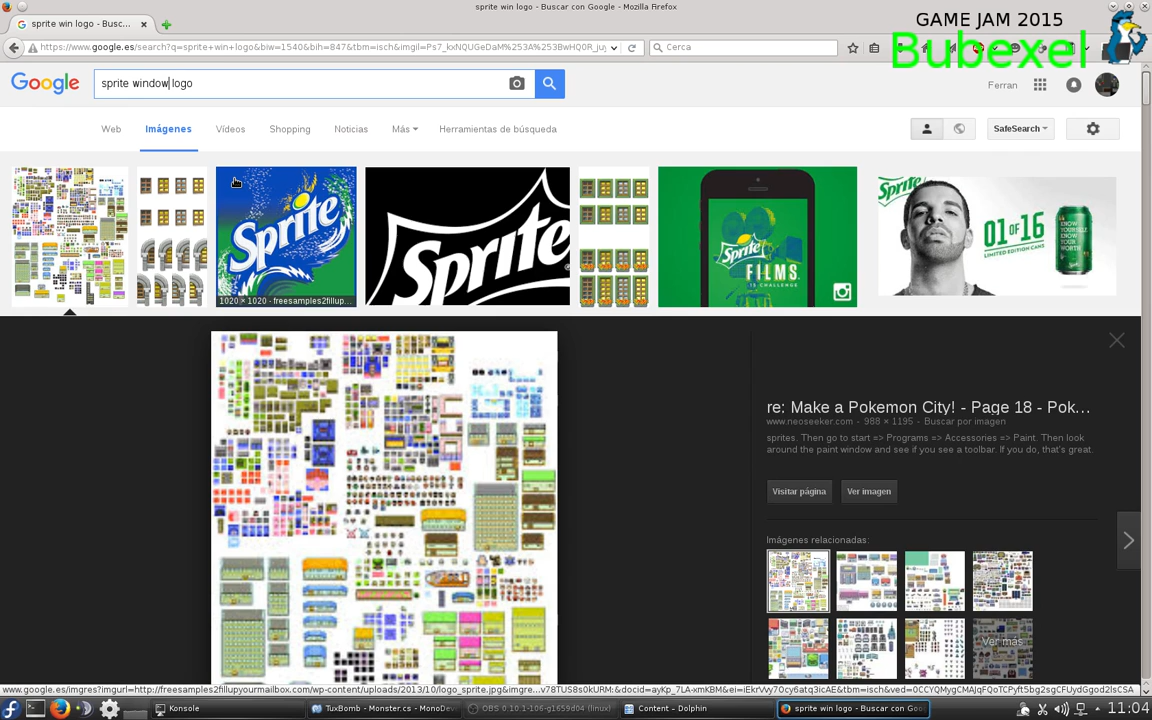 sprite win logo - Buscar con Google - Mozilla Firefox
GAME JAM 2015
Bubexel
sprite win logo - Busc...
Cerca
Google
sprite window logo
Ferran
Web
Imágenes
Vídeos
Shopping
Noticias
Más
Herramientas de búsqueda
SafeSearch
Sprite
1020 × 1020 - freesamples2fillup...
Sprite
Sprite
FILMS
CHALLENGE
Sprite
01 OF 16
LIMITED EDITION CANS
re: Make a Pokemon City! - Page 18 - Pok...
www.neoseeker.com - 988 × 1195 - Buscar por imagen
sprites. Then go to start => Programs => Accessories => Paint. Then look
around the paint window and see if you see a toolbar. If you do, that's great.
Visitar página
Ver imagen
Imágenes relacionadas:
Ver más
Konsole
TuxBomb - Monster.cs - MonoDev
OBS 0.10.1-106-g1659d04 (linux)
Content – Dolphin
sprite win logo - Buscar con Goo
11:04